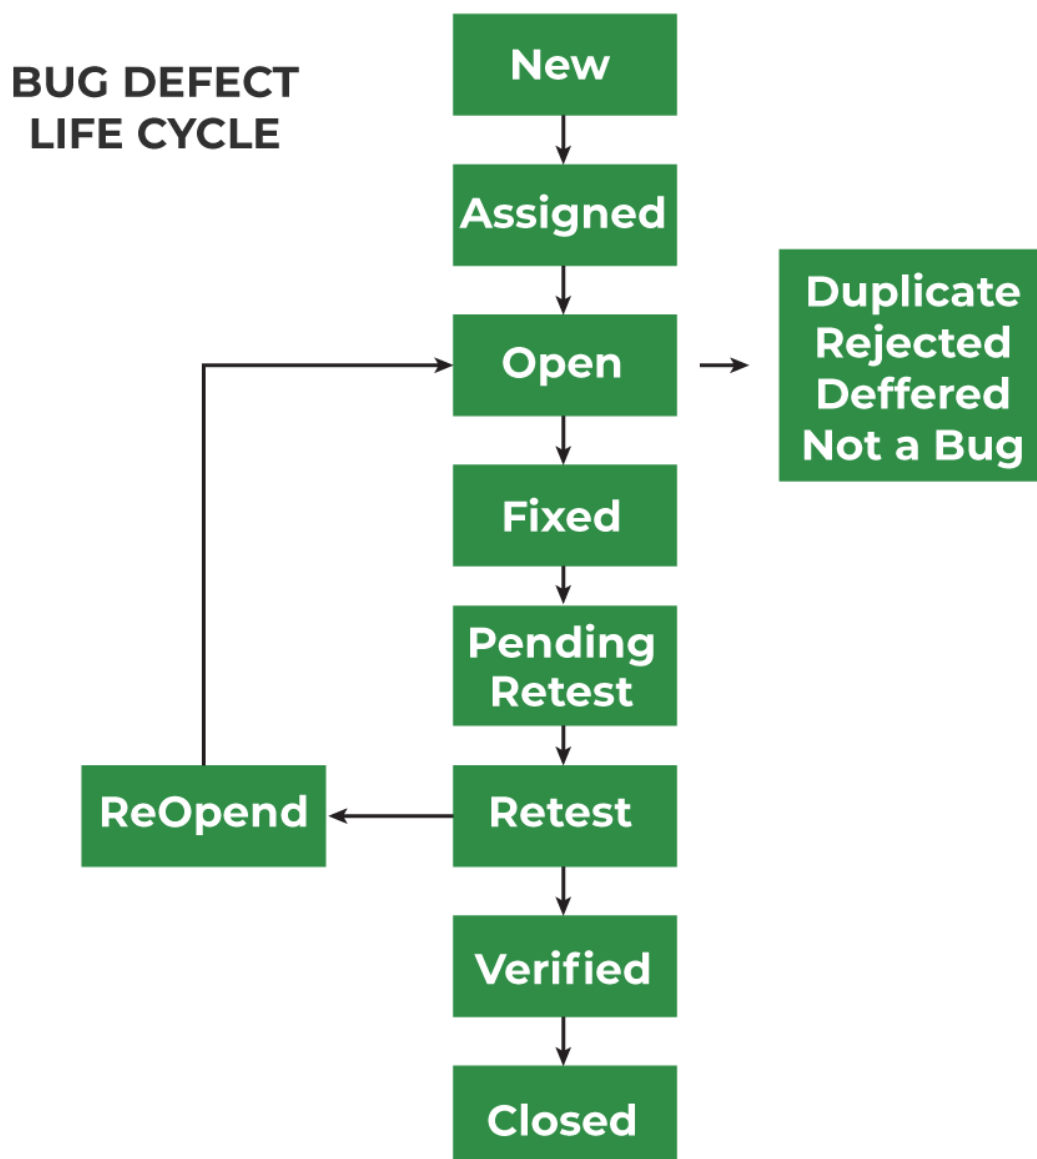 BUG DEFECT
LIFE CYCLE
New
Assigned
Open
Duplicate
Rejected
Deffered
Not a Bug
Fixed
Pending
Retest
ReOpend
Retest
Verified
Closed